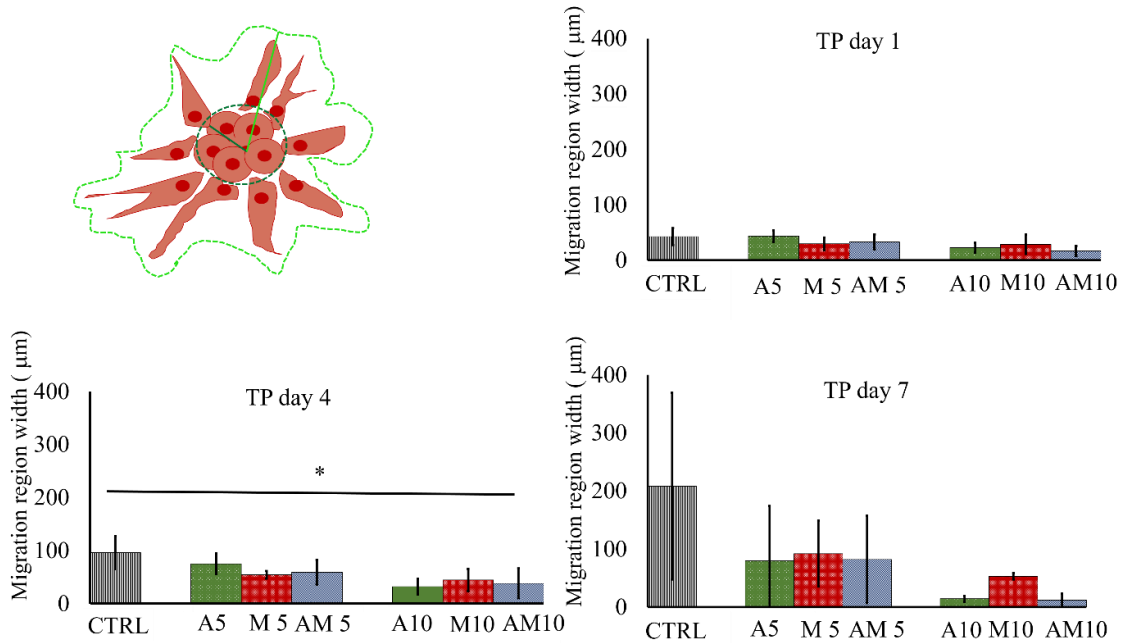 TP day 1
Migration region width ( μm)
400
300
200
100
0
CTRL A5 M 5 AM 5 A10 M10 AM10
TP day 4
Migration region width ( μm)
400
300
200
100
0
*
CTRL A5 M 5 AM 5 A10 M10 AM10
TP day 7
Migration region width ( μm)
400
300
200
100
0
CTRL A5 M 5 AM 5 A10 M10 AM10